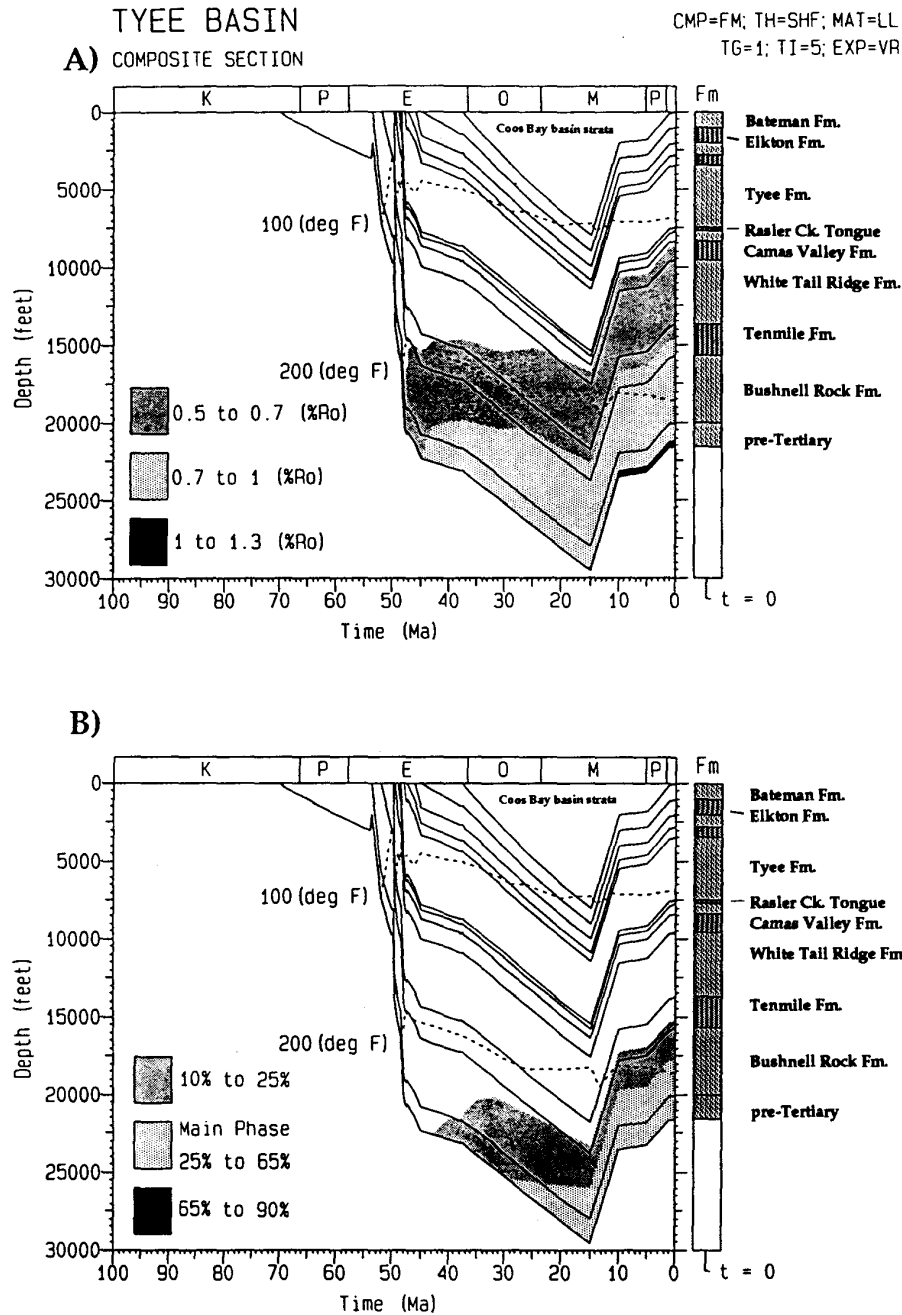 TYEE BASIN
A) COMPOSITE SECTION
CMP=FM; TH=SHF; MAT=LL
TG=1; TI=5; EXP=VR
K P E O M P Fm
Coos Bay basin strata
0
5000
10000
15000
20000
25000
30000
Depth (feet)
100 (deg F)
200 (deg F)
0.5 to 0.7 (%Ro)
0.7 to 1 (%Ro)
1 to 1.3 (%Ro)
Bateman Fm.
Elkton Fm.
Tyee Fm.
Rasler Ck. Tongue
Camas Valley Fm.
White Tail Ridge Fm.
Tenmile Fm.
Bushnell Rock Fm.
pre-Tertiary
100 90 80 70 60 50 40 30 20 10 0
t = 0
Time (Ma)
B)
K P E O M P Fm
Coos Bay basin strata
0
5000
10000
15000
20000
25000
30000
Depth (feet)
100 (deg F)
200 (deg F)
10% to 25%
Main Phase
25% to 65%
65% to 90%
Bateman Fm.
Elkton Fm.
Tyee Fm.
Rasler Ck. Tongue
Camas Valley Fm.
White Tail Ridge Fm
Tenmile Fm.
Bushnell Rock Fm.
pre-Tertiary
100 90 80 70 60 50 40 30 20 10 0
t = 0
Time (Ma)